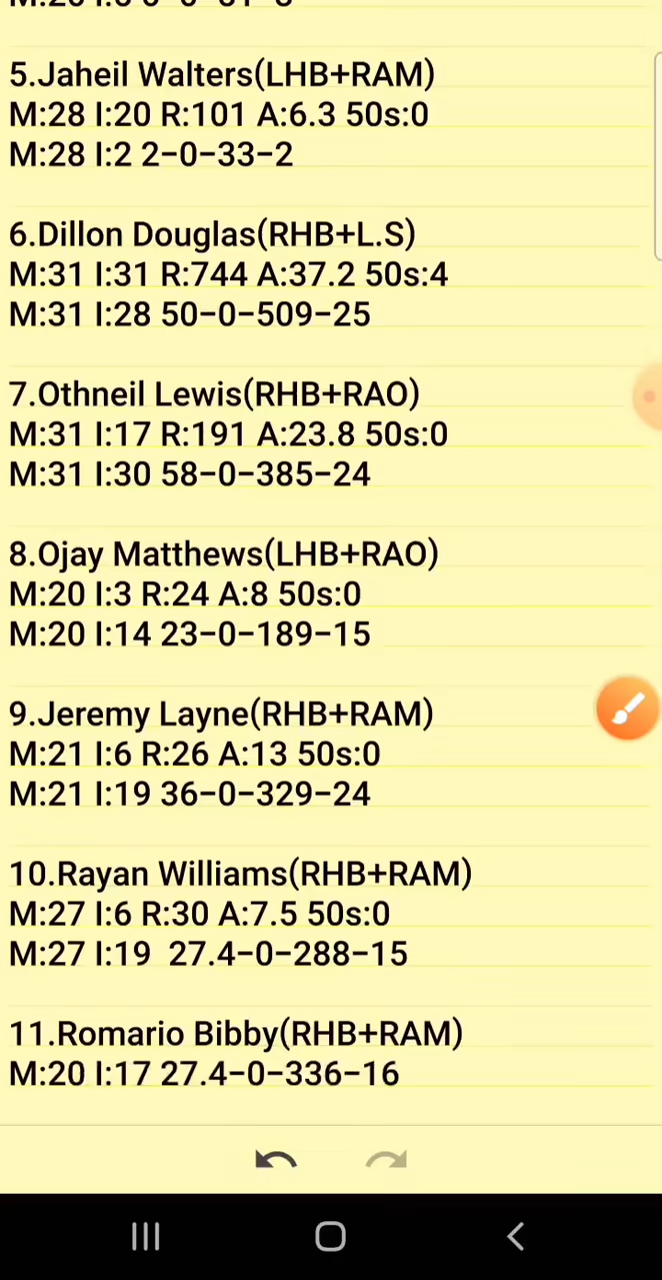 5.Jaheil Walters(LHB+RAM)
M:28 I:20 R:101 A:6.3 50s:0
M:28 I:2 2-0-33-2
6.Dillon Douglas(RHB+L.S)
M:31 I:31 R:744 A:37.2 50s:4
M:31 I:28 50-0-509-25
7.Othneil Lewis(RHB+RAO)
M:31 I:17 R:191 A:23.8 50s:0
M:31 I:30 58-0-385-24
8.Ojay Matthews(LHB+RAO)
M:20 I:3 R:24 A:8 50s:0
M:20 I:14 23-0-189-15
9.Jeremy Layne(RHB+RAM)
M:21 I:6 R:26 A:13 50s:0
M:21 I:19 36-0-329-24
10.Rayan Williams(RHB+RAM)
M:27 I:6 R:30 A:7.5 50s:0
M:27 I:19  27.4-0-288-15
11.Romario Bibby(RHB+RAM)
M:20 I:17 27.4-0-336-16